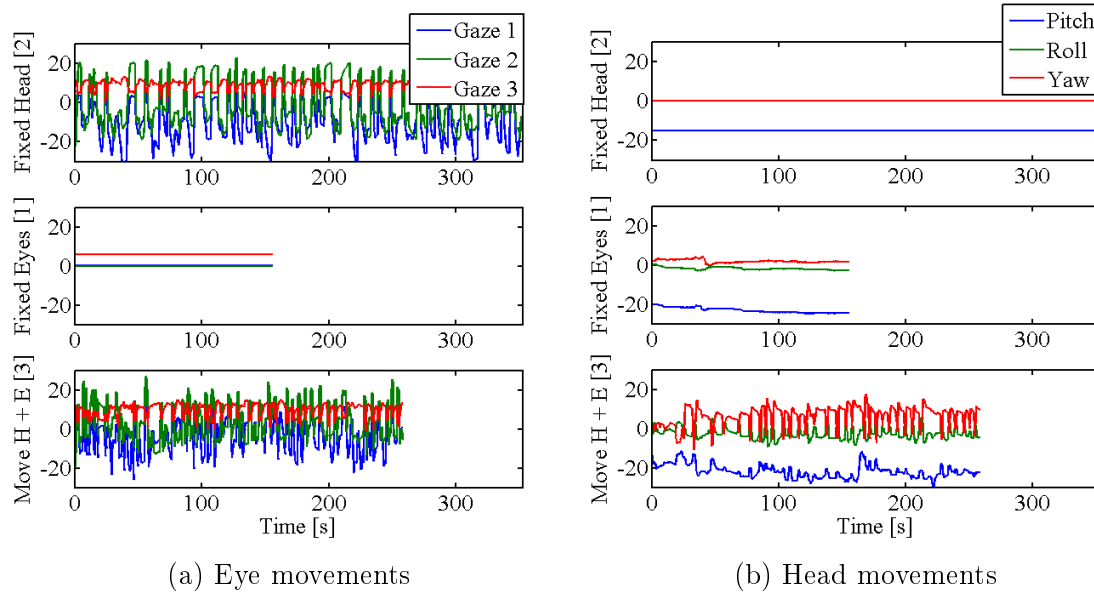 Gaze 1
Gaze 2
Gaze 3
Fixed Head [2]
20
0
-20
0
100
200
300
Fixed Eyes [1]
20
0
-20
0
100
200
300
Move H + E [3]
20
0
-20
0
100
200
300
Time [s]
(a) Eye movements
Pitch
Roll
Yaw
Fixed Head [2]
20
0
-20
0
100
200
300
Fixed Eyes [1]
20
0
-20
0
100
200
300
Move H + E [3]
20
0
-20
0
100
200
300
Time [s]
(b) Head movements